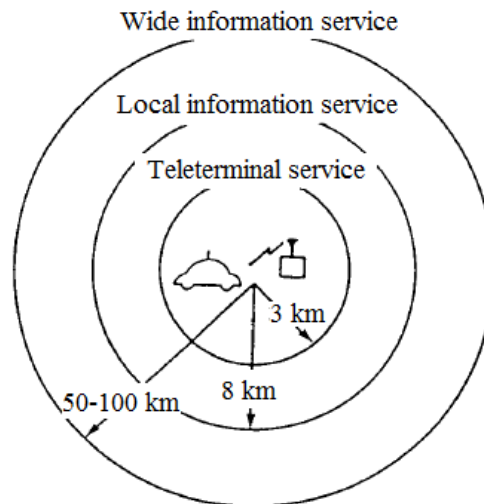 Wide information service
Local information service
Teleterminal service
3 km
8 km
50-100 km